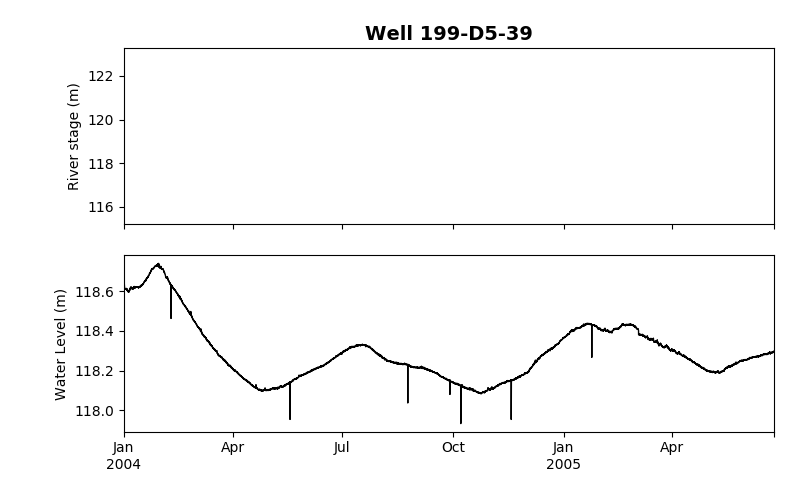 Well 199-D5-39
River stage (m)
122
120
118
116
Water Level (m)
118.6
118.4
118.2
118.0
Jan Apr Jul Oct Jan Apr
2004 2005